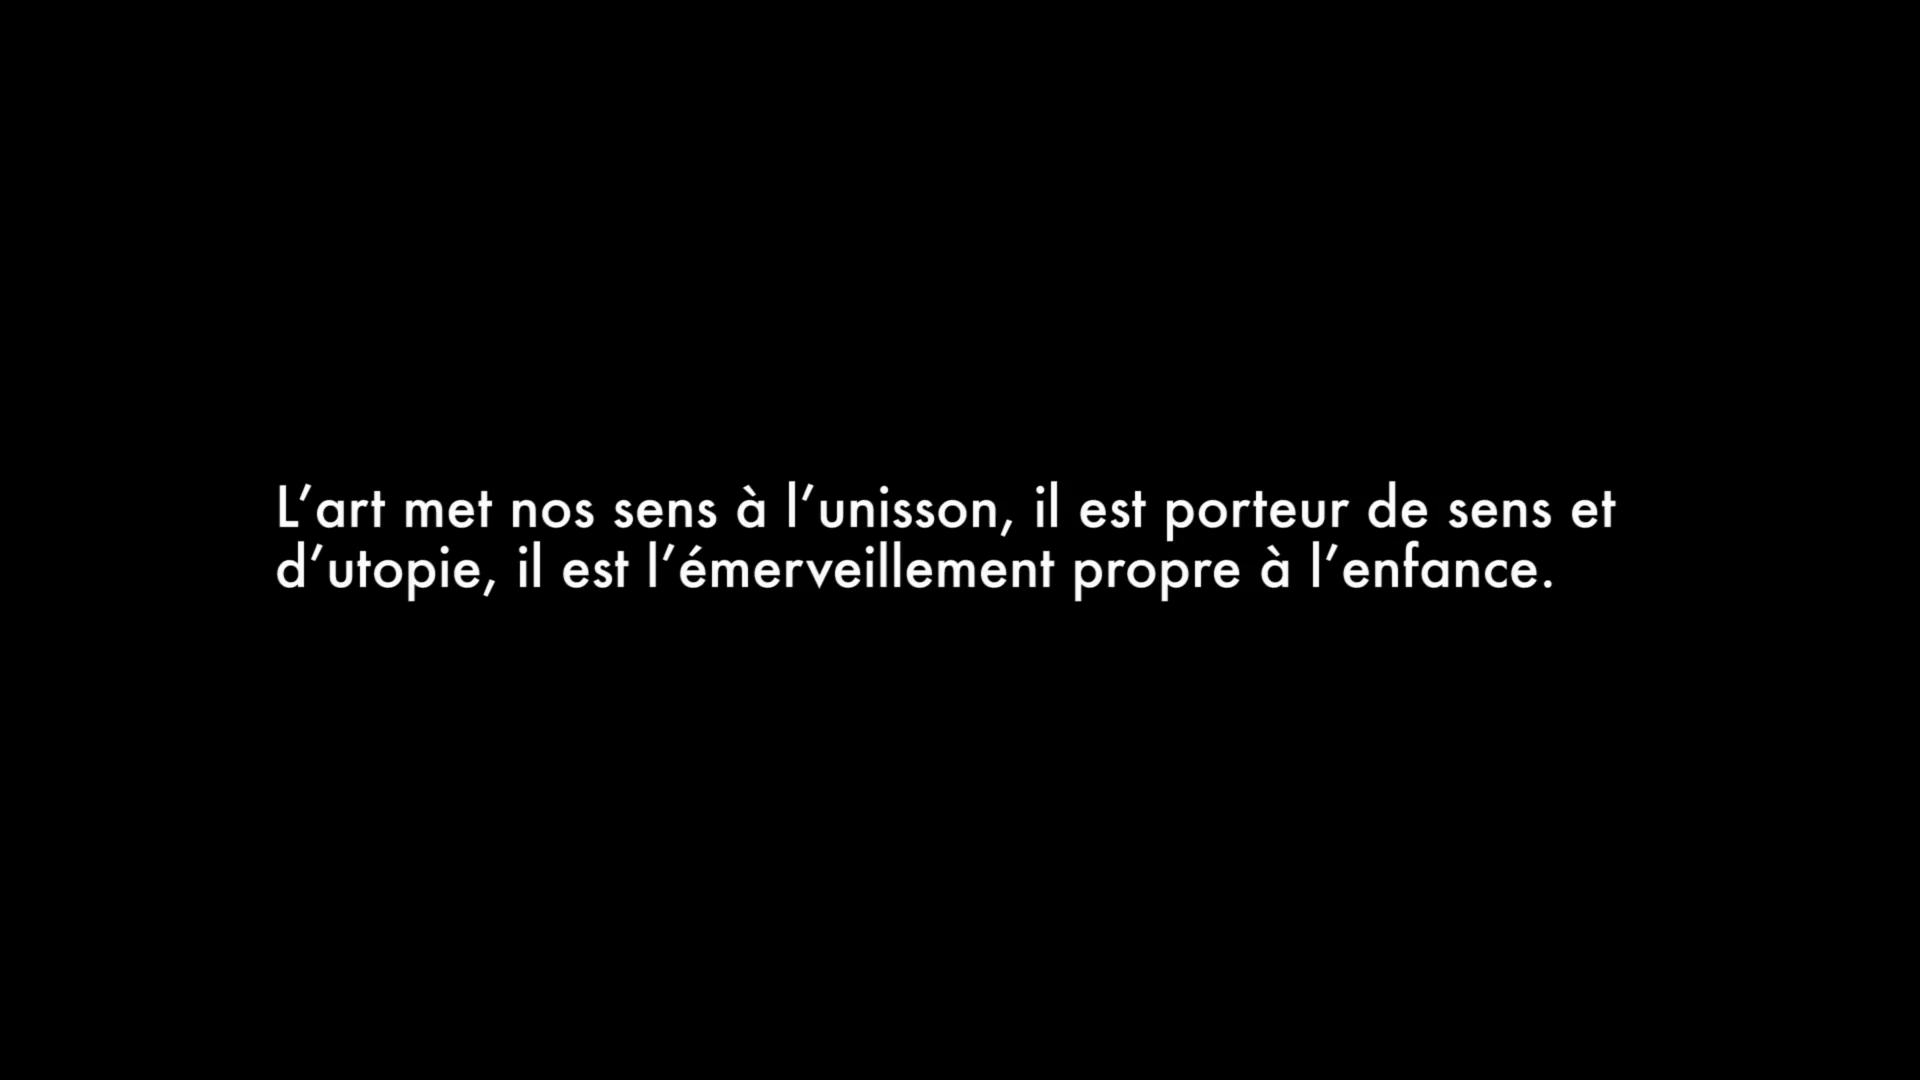 L’art met nos sens à l’unisson, il est porteur de sens et
d’utopie, il est l’émerveillement propre à l’enfance.